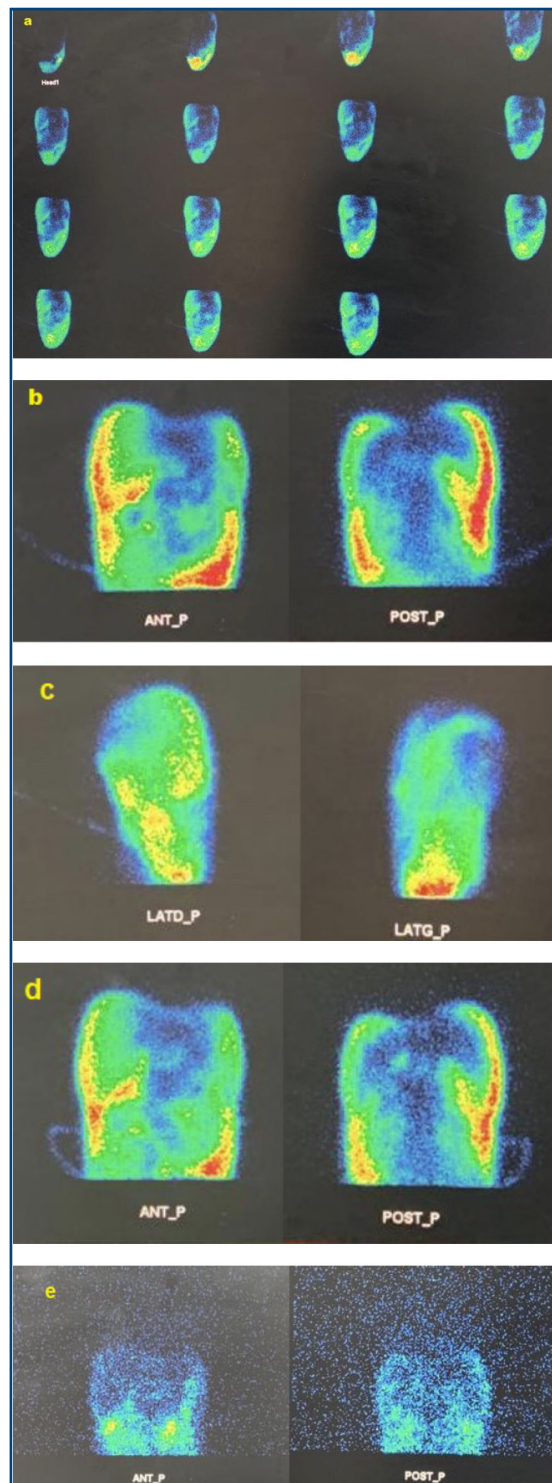 a
Head1
b
ANT_P
POST_P
c
LATD_P
LATG_P
d
ANT_P
POST_P
e
ANT_P
POST_P